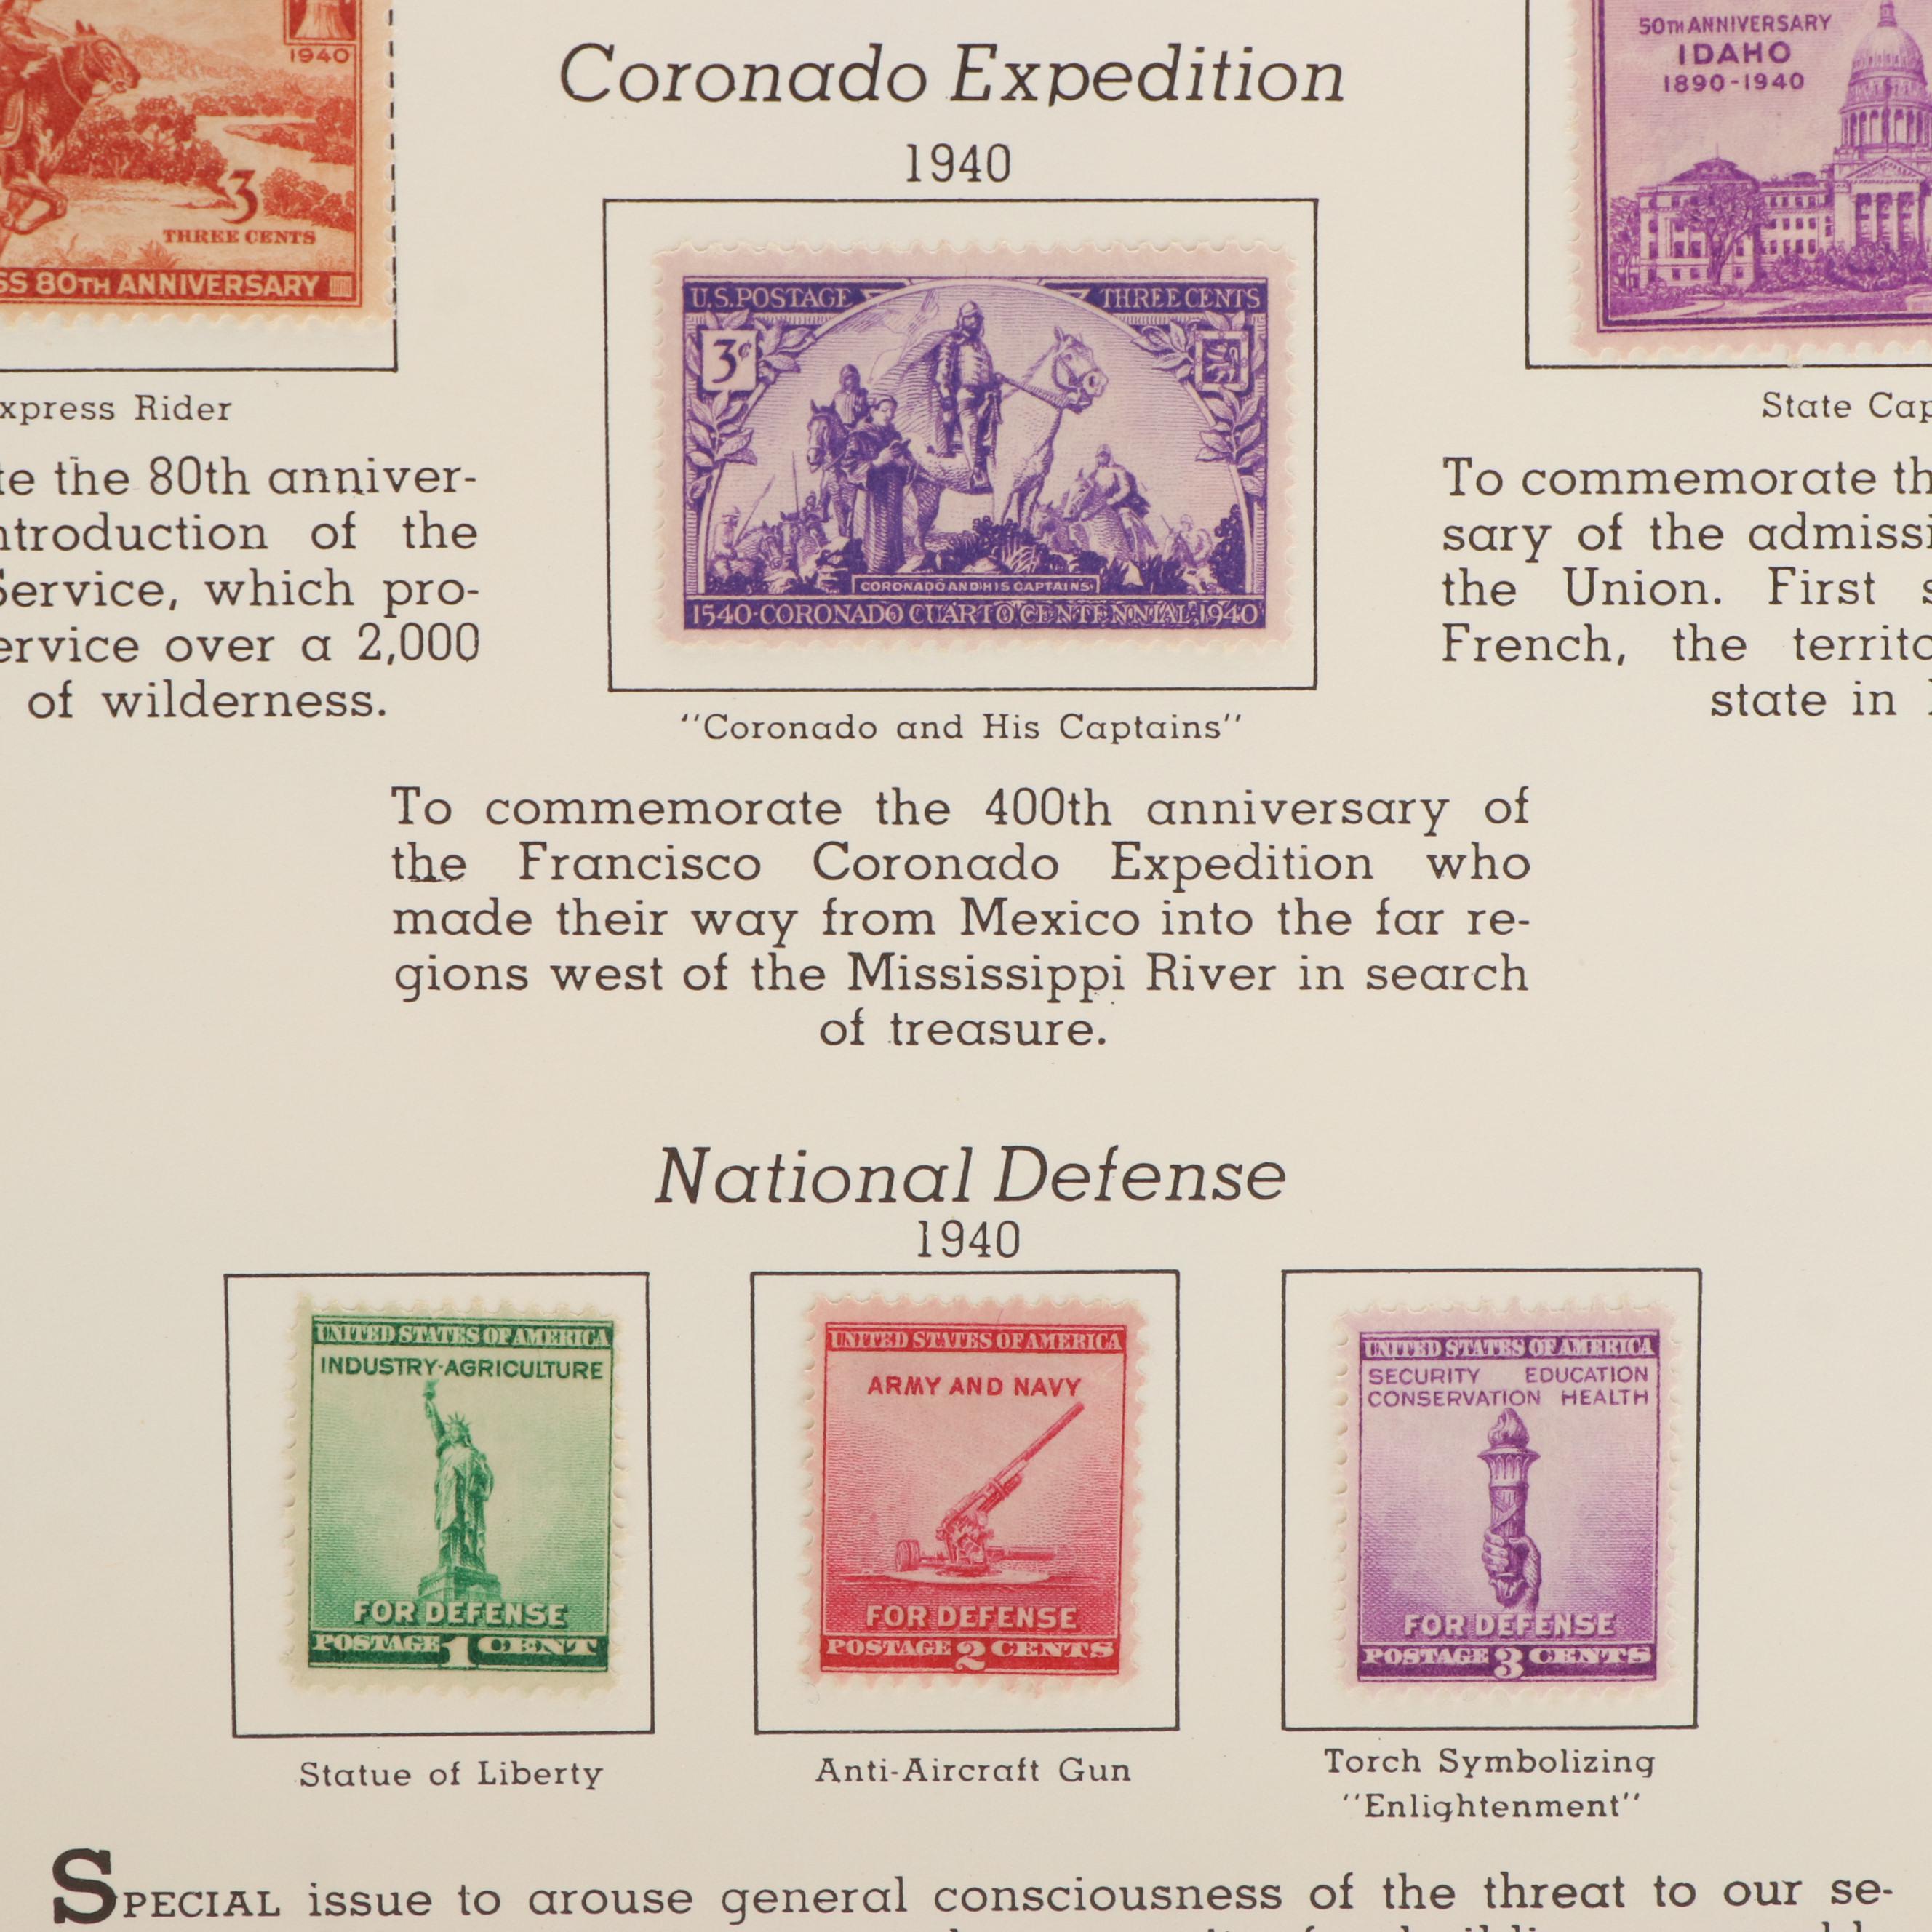 1940
3
THREE CENTS
SS 80TH ANNIVERSARY
xpress Rider
te the 80th anniver-
ntroduction of the
Service, which pro-
ervice over a 2,000
of wilderness.
Coronado Expedition
1940
U.S. POSTAGE THREE CENTS
3¢
CORONADO AND HIS CAPTAINS
1540·CORONADO CUARTO CENTENNIAL·1940
"Coronado and His Captains"
To commemorate the 400th anniversary of
the Francisco Coronado Expedition who
made their way from Mexico into the far re-
gions west of the Mississippi River in search
of treasure.
50TH ANNIVERSARY
IDAHO
1890-1940
State Cap
To commemorate th
sary of the admissi
the Union. First s
French, the territo
state in
National Defense
1940
UNITED STATES OF AMERICA
INDUSTRY-AGRICULTURE
FOR DEFENSE
POSTAGE 1 CENT
Statue of Liberty
UNITED STATES OF AMERICA
ARMY AND NAVY
FOR DEFENSE
POSTAGE 2 CENTS
Anti-Aircraft Gun
UNITED STATES OF AMERICA
SECURITY EDUCATION
CONSERVATION HEALTH
FOR DEFENSE
POSTAGE 3 CENTS
Torch Symbolizing
"Enlightenment"
SPECIAL issue to arouse general consciousness of the threat to our se-